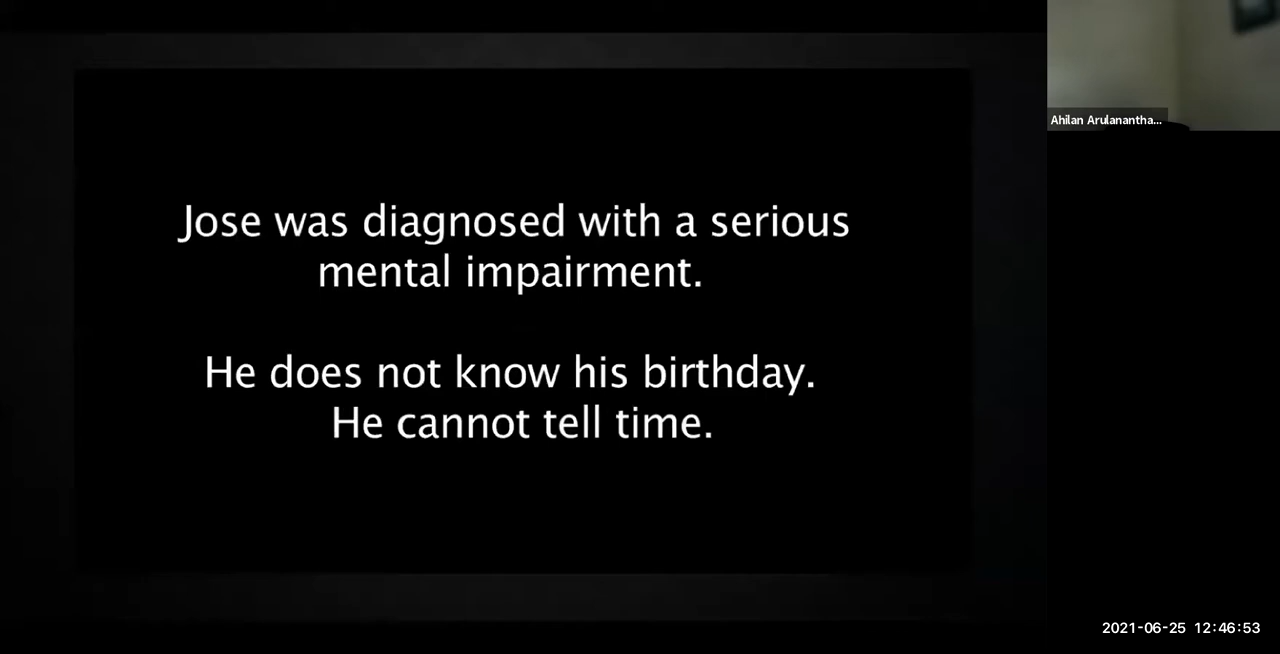 Jose was diagnosed with a serious
mental impairment.
He does not know his birthday.
He cannot tell time.
Ahilan Arulanantha...
2021-06-25 12:46:53